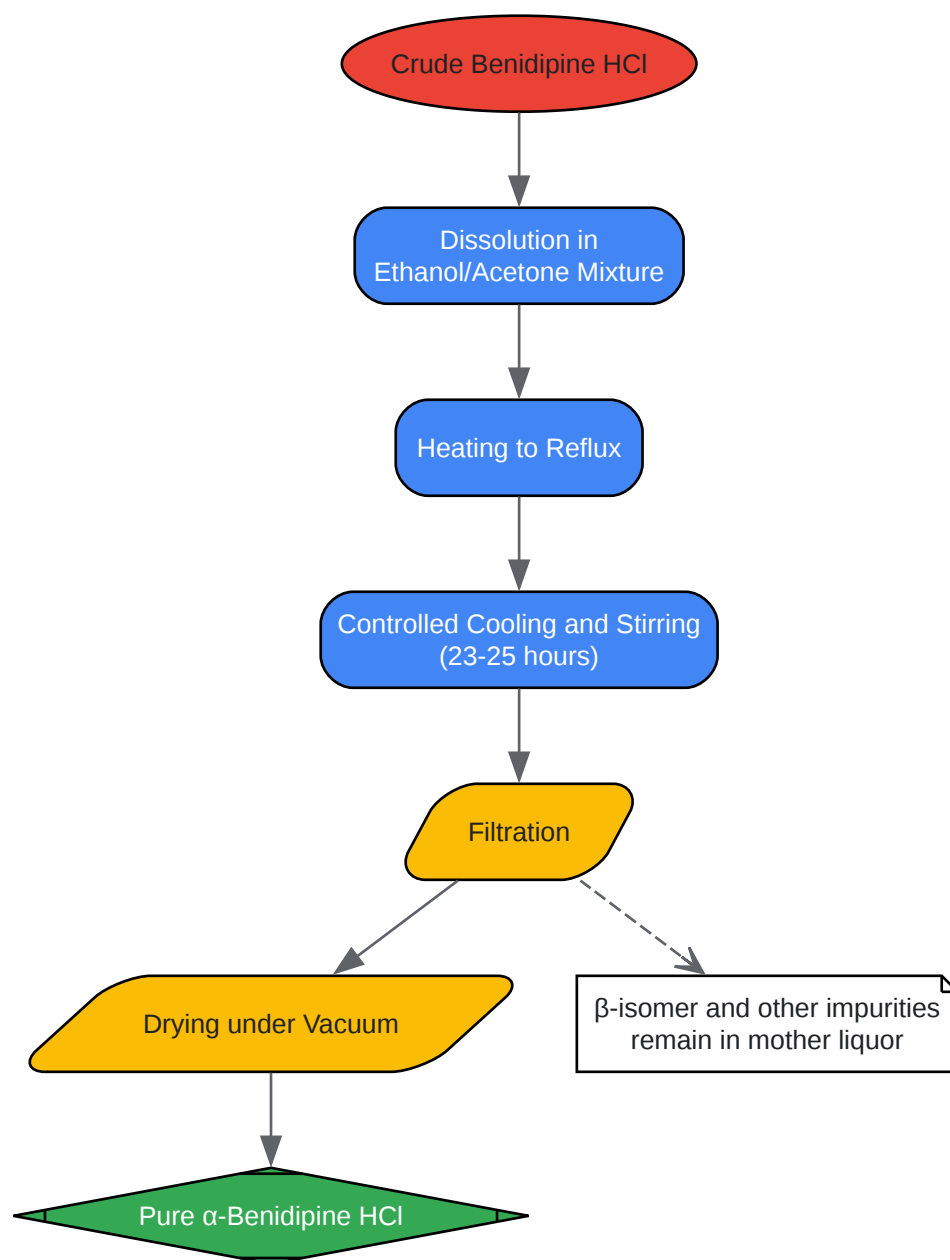 Crude Benidipine HCl
Dissolution in
Ethanol/Acetone Mixture
Heating to Reflux
Controlled Cooling and Stirring
(23-25 hours)
Filtration
Drying under Vacuum
β-isomer and other impurities
remain in mother liquor
Pure α-Benidipine HCl